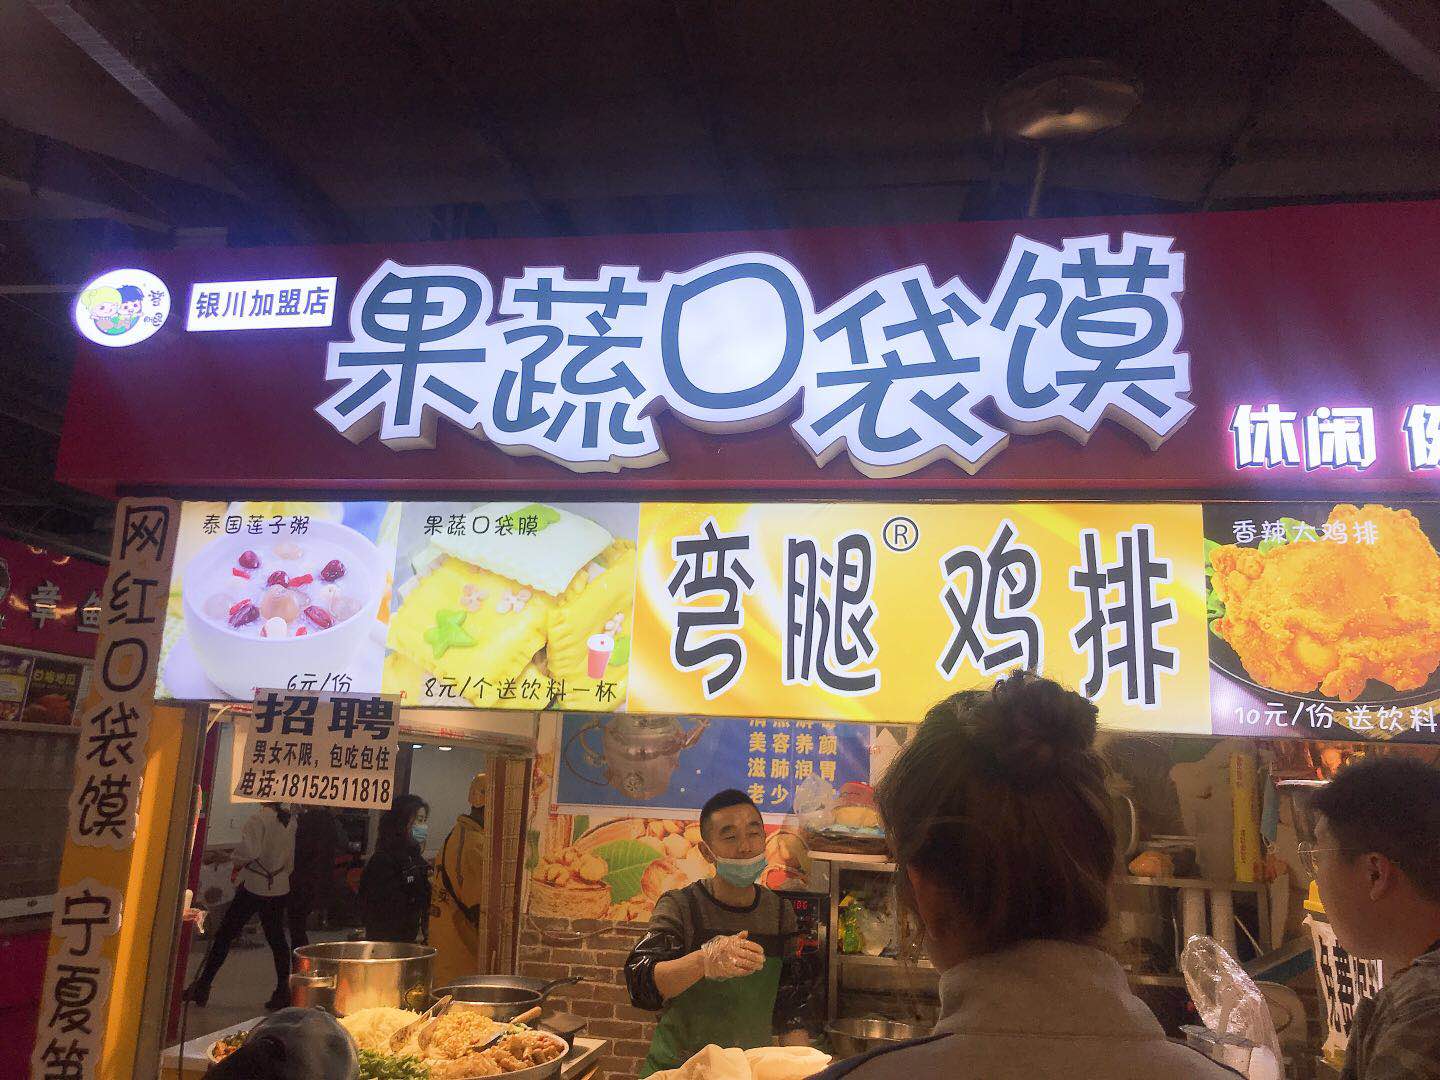 银川加盟店
果蔬口袋馍
休闲
网红口袋馍 宁夏第
泰国莲子粥
6元/份
果蔬口袋馍
8元/个送饮料一杯
弯腿® 鸡排
香辣大鸡排
10元/份 送饮料
招聘
男女不限，包吃包住
电话:18152511818
美容养颜
滋肺润胃
老少
章鱼